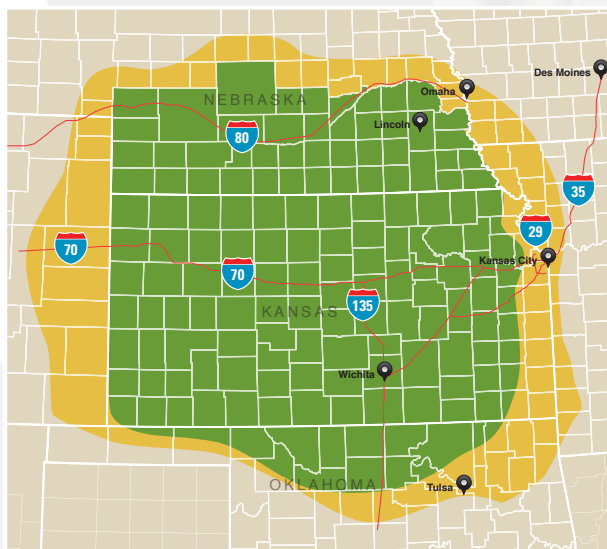 Des Moines
Omaha
NEBRASKA
Lincoln
80
35
29
70
Kansas City
70
135
KANSAS
Wichita
OKLAHOMA
Tulsa